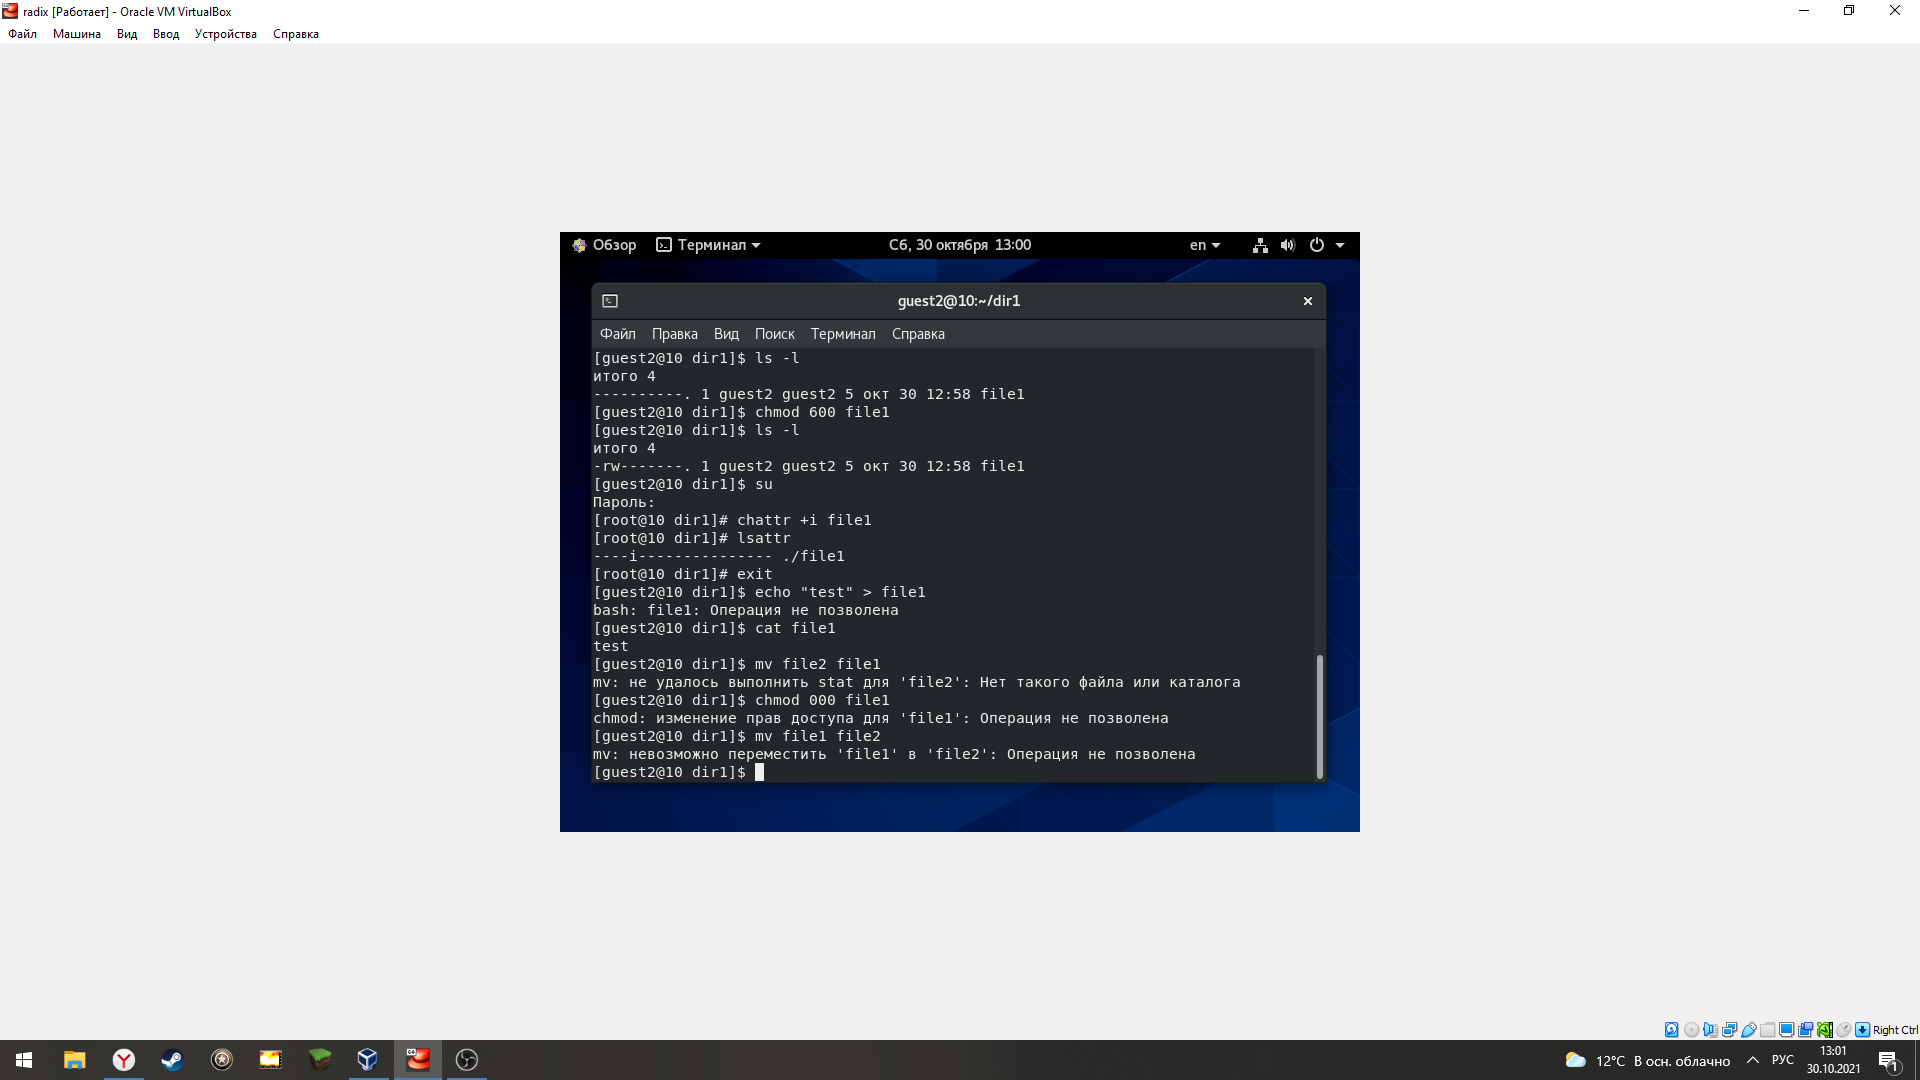 radix [Работает] - Oracle VM VirtualBox
Файл Машина Вид Ввод Устройства Справка
Обзор Терминал Сб, 30 октября 13:00 en
guest2@10:~/dir1
Файл Правка Вид Поиск Терминал Справка
[guest2@10 dir1]$ ls -l
итого 4
----------. 1 guest2 guest2 5 окт 30 12:58 file1
[guest2@10 dir1]$ chmod 600 file1
[guest2@10 dir1]$ ls -l
итого 4
-rw-------. 1 guest2 guest2 5 окт 30 12:58 file1
[guest2@10 dir1]$ su
Пароль:
[root@10 dir1]# chattr +i file1
[root@10 dir1]# lsattr
----i--------------- ./file1
[root@10 dir1]# exit
[guest2@10 dir1]$ echo "test" > file1
bash: file1: Операция не позволена
[guest2@10 dir1]$ cat file1
test
[guest2@10 dir1]$ mv file2 file1
mv: не удалось выполнить stat для 'file2': Нет такого файла или каталога
[guest2@10 dir1]$ chmod 000 file1
chmod: изменение прав доступа для 'file1': Операция не позволена
[guest2@10 dir1]$ mv file1 file2
mv: невозможно переместить 'file1' в 'file2': Операция не позволена
[guest2@10 dir1]$
Right Ctrl
12°C В осн. облачно РУС 13:01
30.10.2021
1